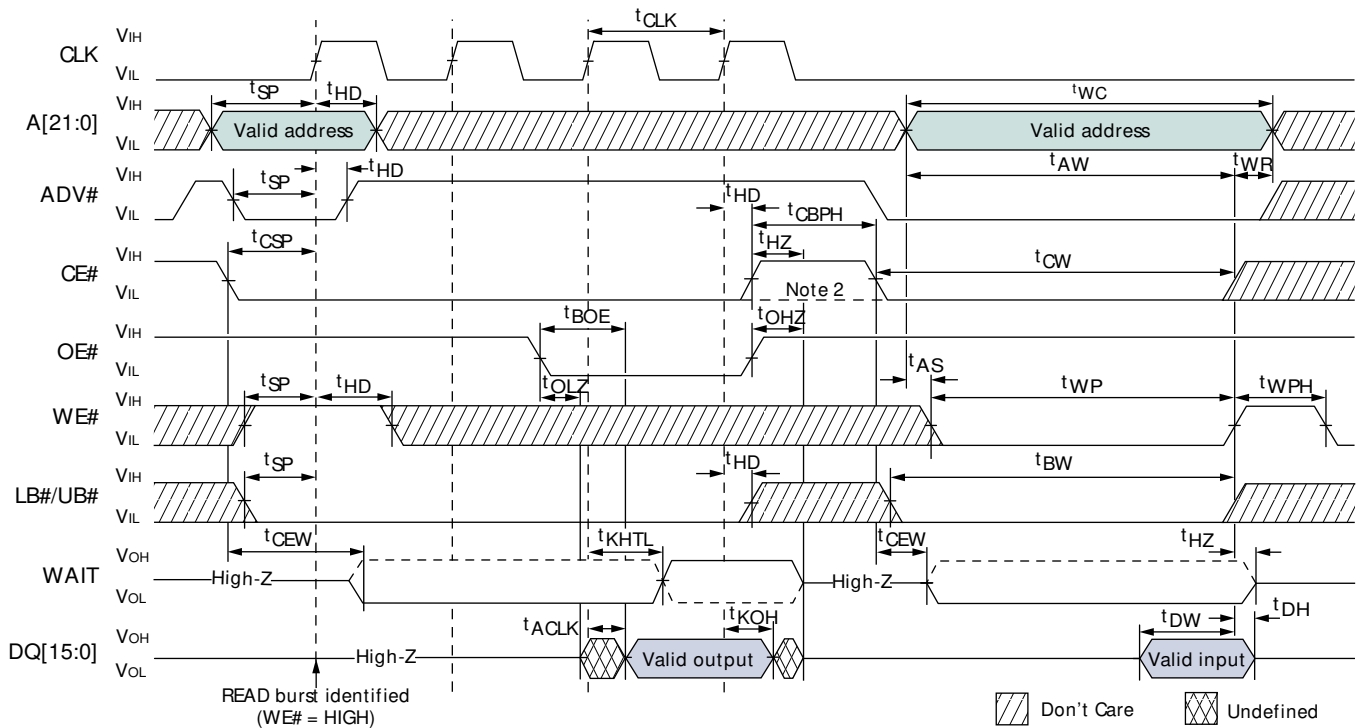 tCLK
CLK
VIH
VIL
tSP
tHD
tWC
A[21:0]
VIH
VIL
Valid address
Valid address
tSP
tHD
tAW
tWR
ADV#
VIH
VIL
tHD
tCBPH
tCSP
tHZ
CE#
VIH
VIL
Note 2
tCW
tBOE
tOHZ
OE#
VIH
VIL
tAS
tSP
tHD
tOLZ
tWP
tWPH
WE#
VIH
VIL
tSP
tHD
tBW
LB#/UB#
VIH
VIL
tCEW
tKHTL
tCEW
tHZ
WAIT
VOH
VOL
High-Z
High-Z
tACLK
tKOH
tDW
tDH
DQ[15:0]
VOH
VOL
High-Z
Valid output
Valid input
READ burst identified
(WE# = HIGH)
Don't Care
Undefined